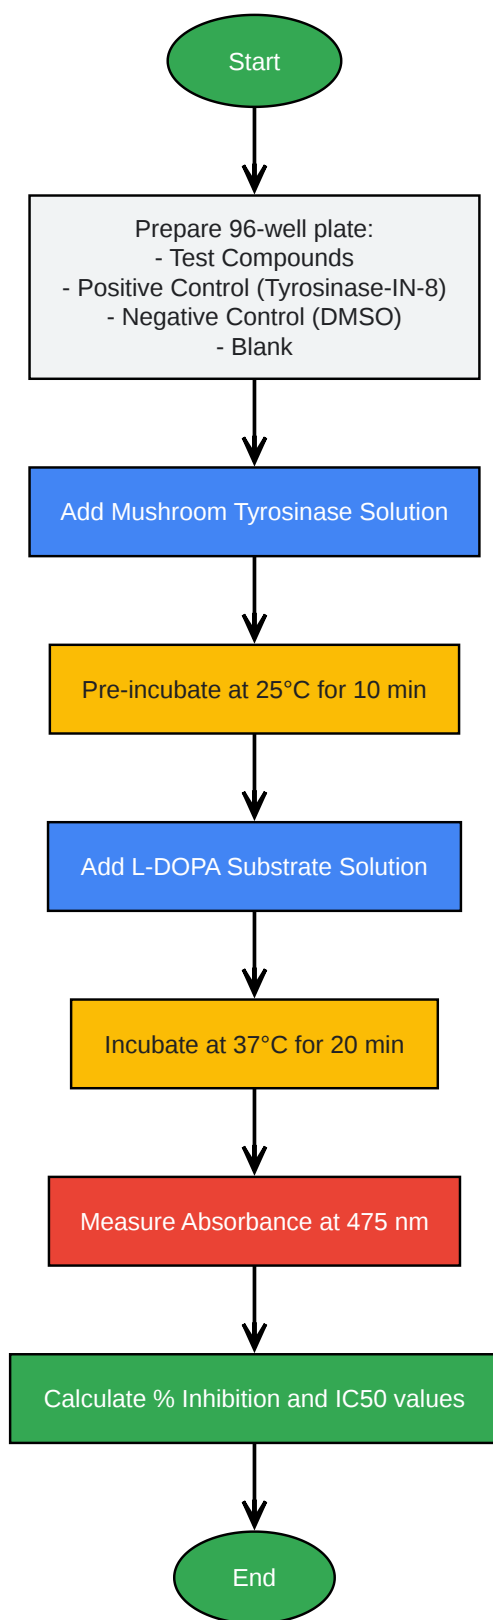 Start
Prepare 96-well plate:
- Test Compounds
- Positive Control (Tyrosinase-IN-8)
- Negative Control (DMSO)
- Blank
Add Mushroom Tyrosinase Solution
Pre-incubate at 25°C for 10 min
Add L-DOPA Substrate Solution
Incubate at 37°C for 20 min
Measure Absorbance at 475 nm
Calculate % Inhibition and IC50 values
End